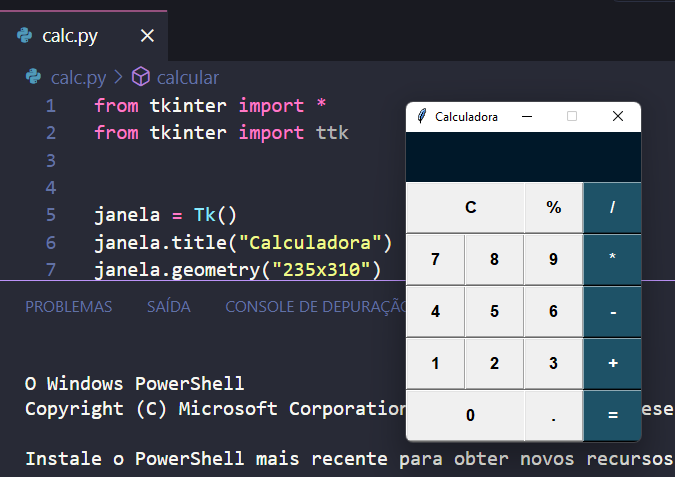 calc.py
calc.py > calcular
1 from tkinter import *
2 from tkinter import ttk
3
4
5 janela = Tk()
6 janela.title("Calculadora")
7 janela.geometry("235x310")
PROBLEMAS SAÍDA CONSOLE DE DEPURAÇÃO
O Windows PowerShell
Copyright (C) Microsoft Corporation
Instale o PowerShell mais recente para obter novos recursos
Calculadora
C % /
7 8 9 *
4 5 6 -
1 2 3 +
0 . =